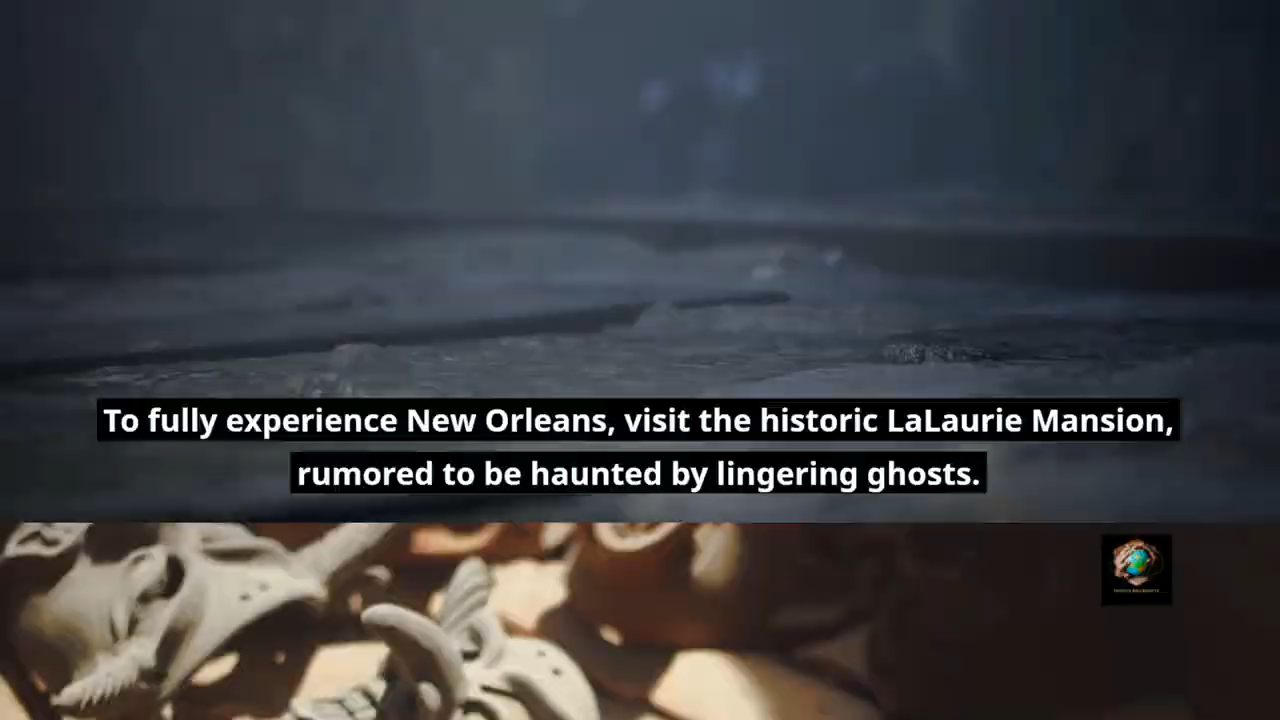 To fully experience New Orleans, visit the historic LaLaurie Mansion,
rumored to be haunted by lingering ghosts.